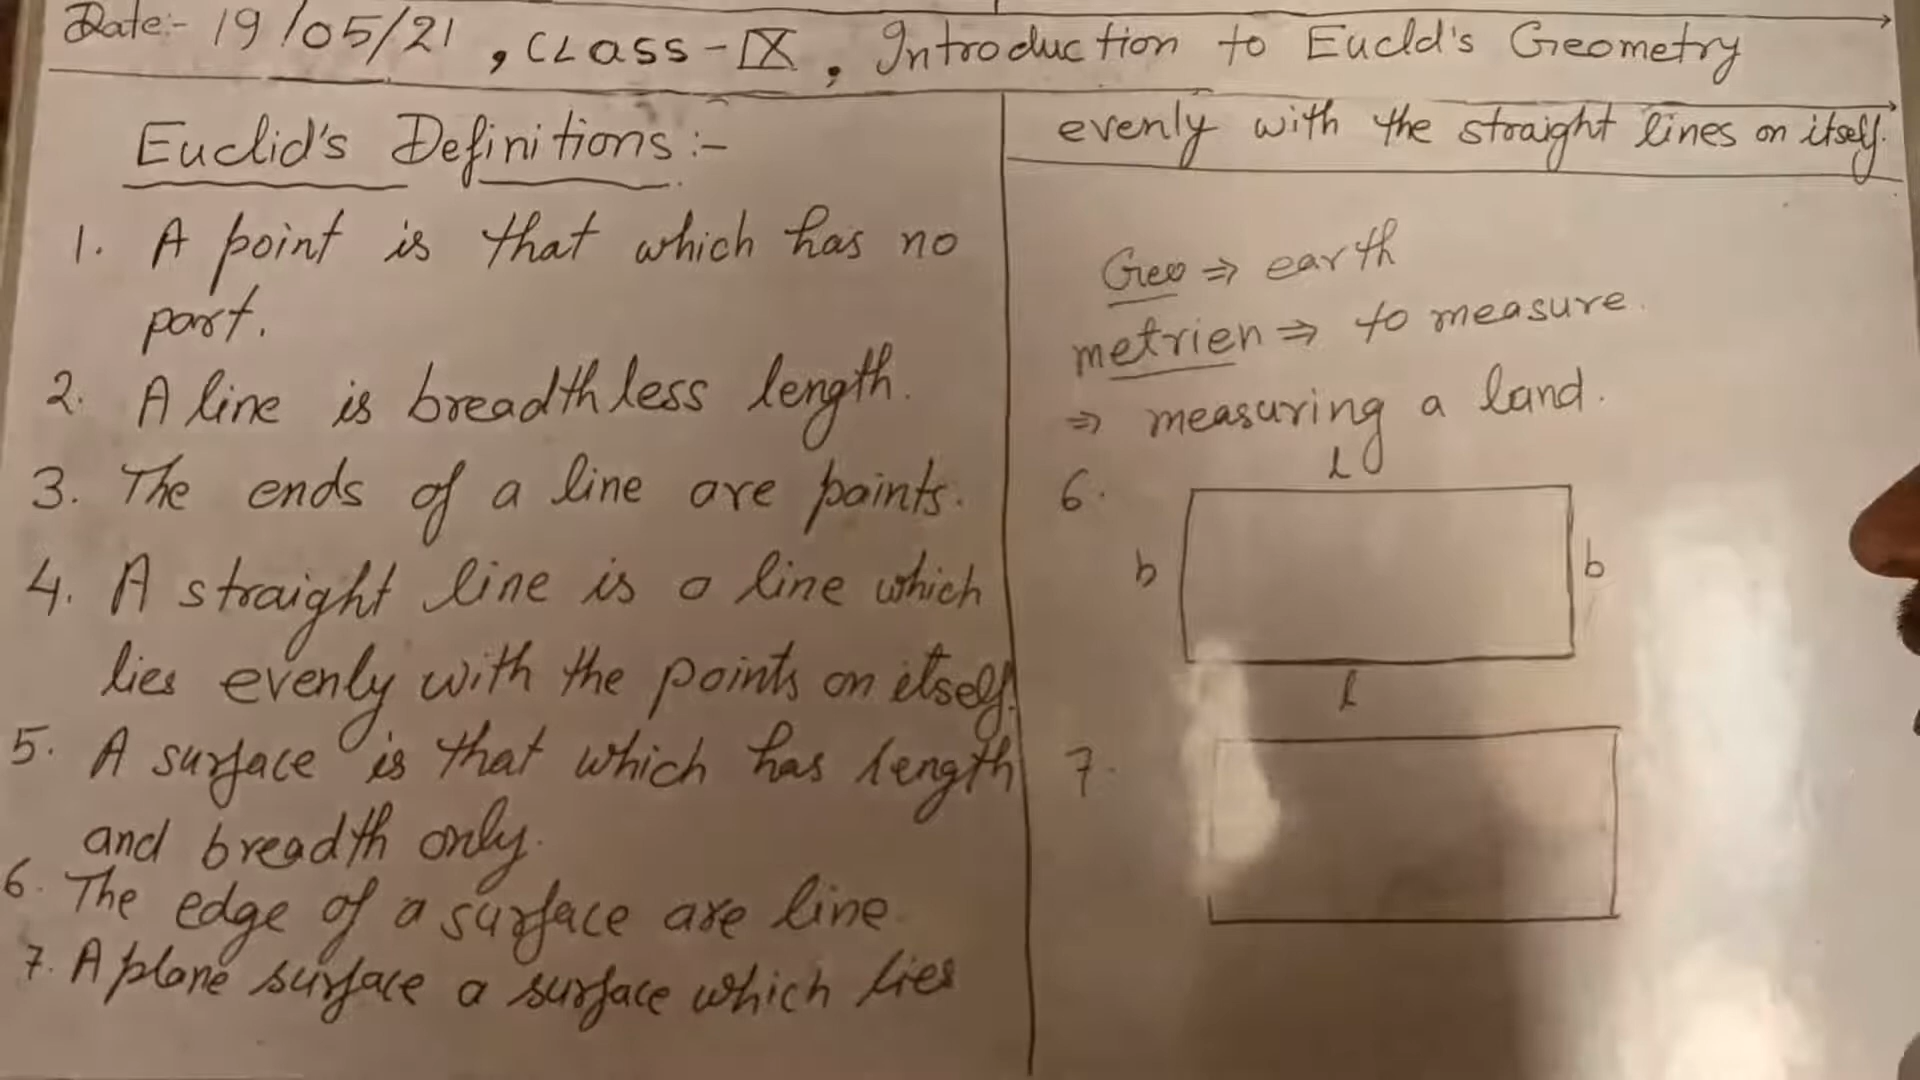 Date:- 19/05/21, CLASS-IX, Introduction to Eucld's Geometry
Euclid's Definitions:-
1. A point is that which has no
part.
2. A line is breadthless length.
3. The ends of a line are points.
4. A straight line is a line which
lies evenly with the points on itself.
5. A surface is that which has length
and breadth only.
6. The edge of a surface are line
7. A plane surface a surface which lies
evenly with the straight lines on itself.
Geo ⇒ earth
metrien ⇒ to measure.
⇒ measuring a land.
6.
l
b
b
l
7.